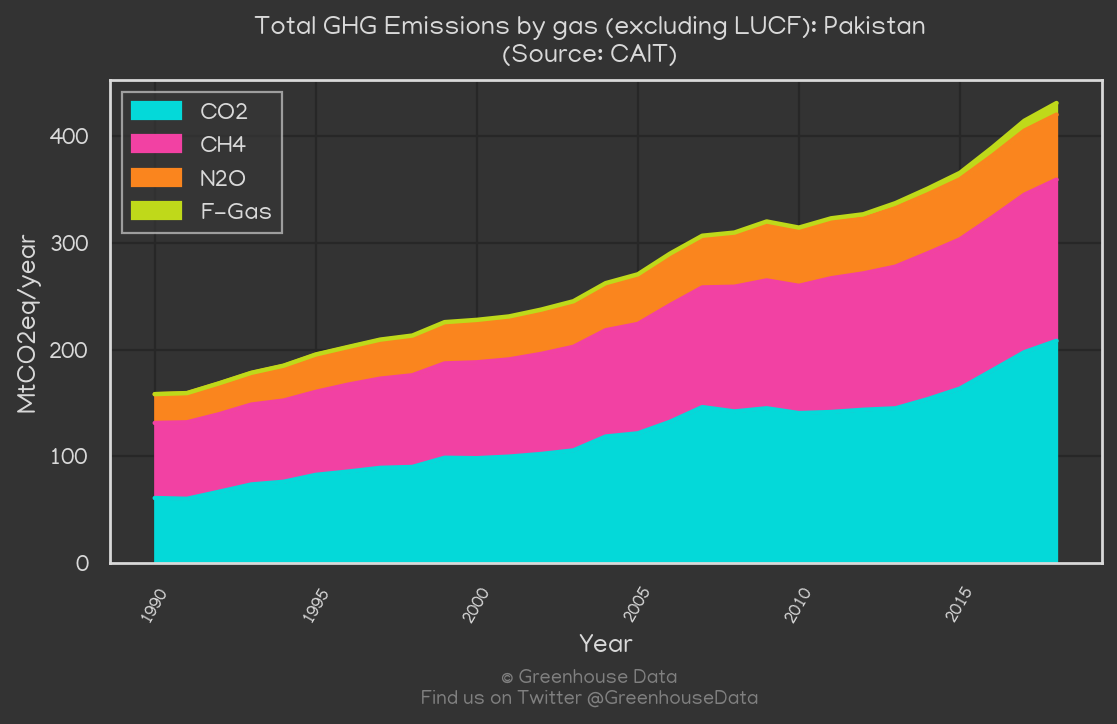 Total GHG Emissions by gas (excluding LUCF): Pakistan
(Source: CAIT)
CO2
CH4
N2O
F-Gas
MtCO2eq/year
400
300
200
100
0
1990
1995
2000
2005
2010
2015
Year
© Greenhouse Data
Find us on Twitter @GreenhouseData